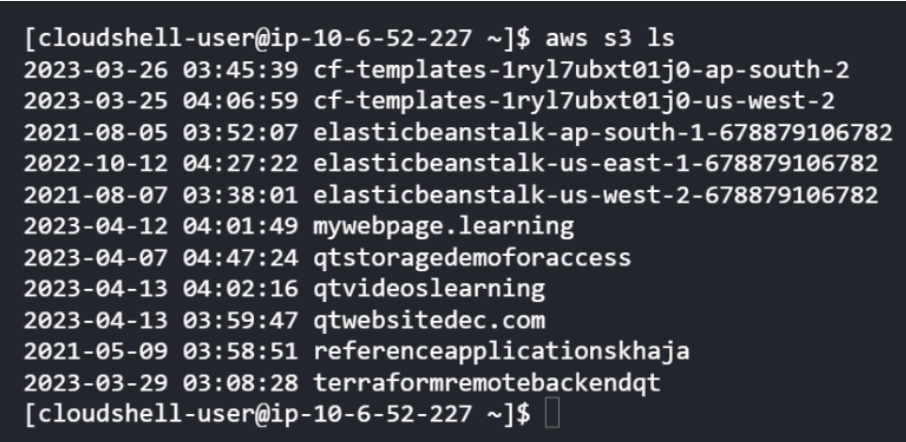 [cloudshell-user@ip-10-6-52-227 ~]$ aws s3 ls
2023-03-26 03:45:39 cf-templates-1ryl7ubxt01j0-ap-south-2
2023-03-25 04:06:59 cf-templates-1ryl7ubxt01j0-us-west-2
2021-08-05 03:52:07 elasticbeanstalk-ap-south-1-678879106782
2022-10-12 04:27:22 elasticbeanstalk-us-east-1-678879106782
2021-08-07 03:38:01 elasticbeanstalk-us-west-2-678879106782
2023-04-12 04:01:49 mywebpage.learning
2023-04-07 04:47:24 qtstoragedemoforaccess
2023-04-13 04:02:16 qtvideoslearning
2023-04-13 03:59:47 qtwebsitedec.com
2021-05-09 03:58:51 referenceapplicationskhaja
2023-03-29 03:08:28 terraformremotebackendqt
[cloudshell-user@ip-10-6-52-227 ~]$